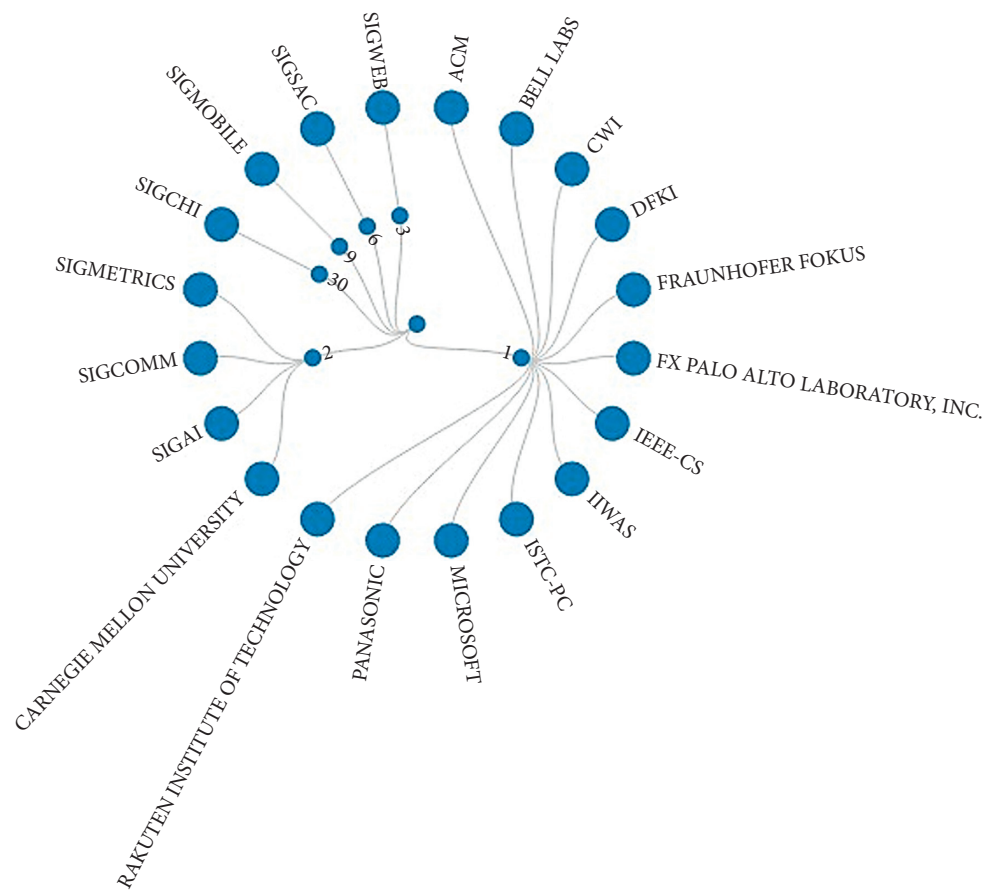 SIGWEB
ACM
BELL LABS
SIGSAC
CWI
SIGMOBILE
DFKI
SIGCHI
3
6
9
30
SIGMETRICS
FRAUNHOFER FOKUS
2
1
SIGCOMM
FX PALO ALTO LABORATORY, INC.
SIGAI
IEEE-CS
CARNEGIE MELLON UNIVERSITY
IIWAS
RAKUTEN INSTITUTE OF TECHNOLOGY
PANASONIC
MICROSOFT
ISTC-PC